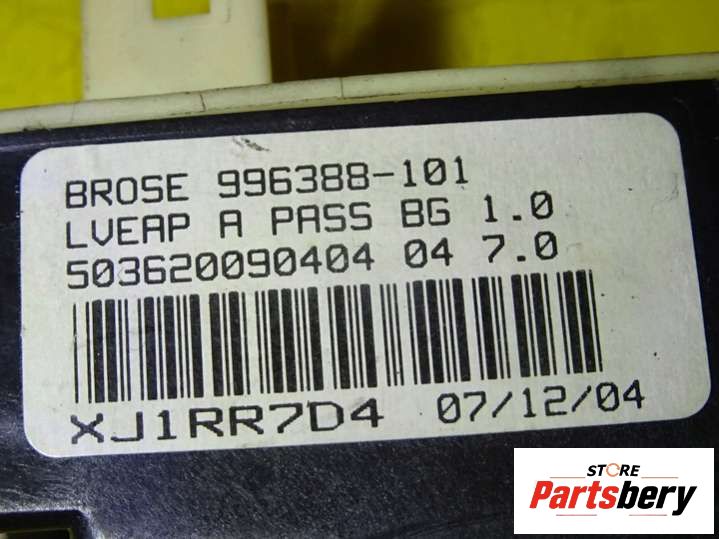 BROSE 996388-101
LVEAP A PASS BG 1.0
503620090404 04 7.0
XJ1RR7D4 07/12/04
STORE
Partsbery